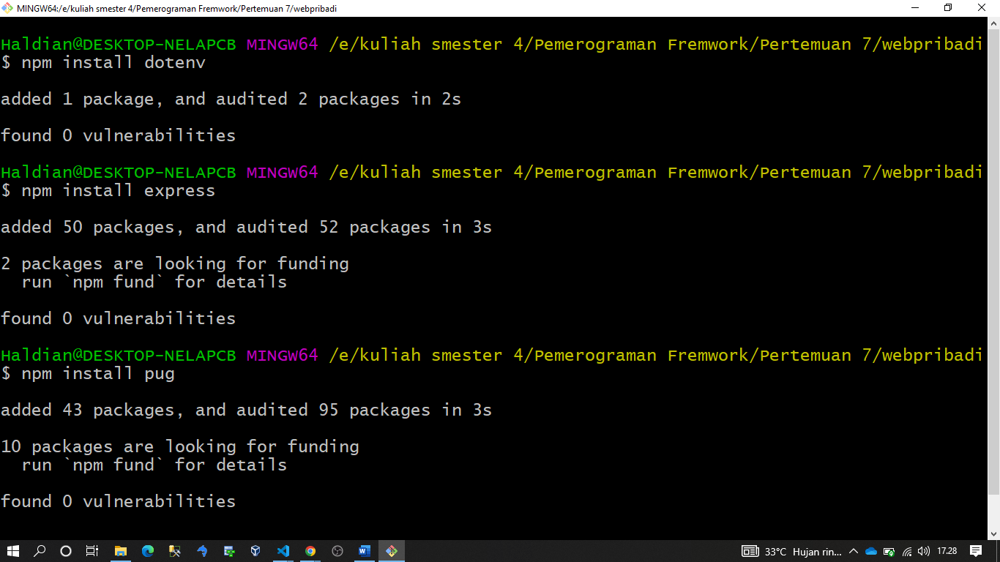 MINGW64:/e/kuliah smester 4/Pemerograman Fremwork/Pertemuan 7/webpribadi
Haldian@DESKTOP-NELAPCB MINGW64 /e/kuliah smester 4/Pemerograman Fremwork/Pertemuan 7/webpribadi
$ npm install dotenv
added 1 package, and audited 2 packages in 2s
found 0 vulnerabilities
Haldian@DESKTOP-NELAPCB MINGW64 /e/kuliah smester 4/Pemerograman Fremwork/Pertemuan 7/webpribadi
$ npm install express
added 50 packages, and audited 52 packages in 3s
2 packages are looking for funding
  run `npm fund` for details
found 0 vulnerabilities
Haldian@DESKTOP-NELAPCB MINGW64 /e/kuliah smester 4/Pemerograman Fremwork/Pertemuan 7/webpribadi
$ npm install pug
added 43 packages, and audited 95 packages in 3s
10 packages are looking for funding
  run `npm fund` for details
found 0 vulnerabilities
33°C Hujan rin... 17.28